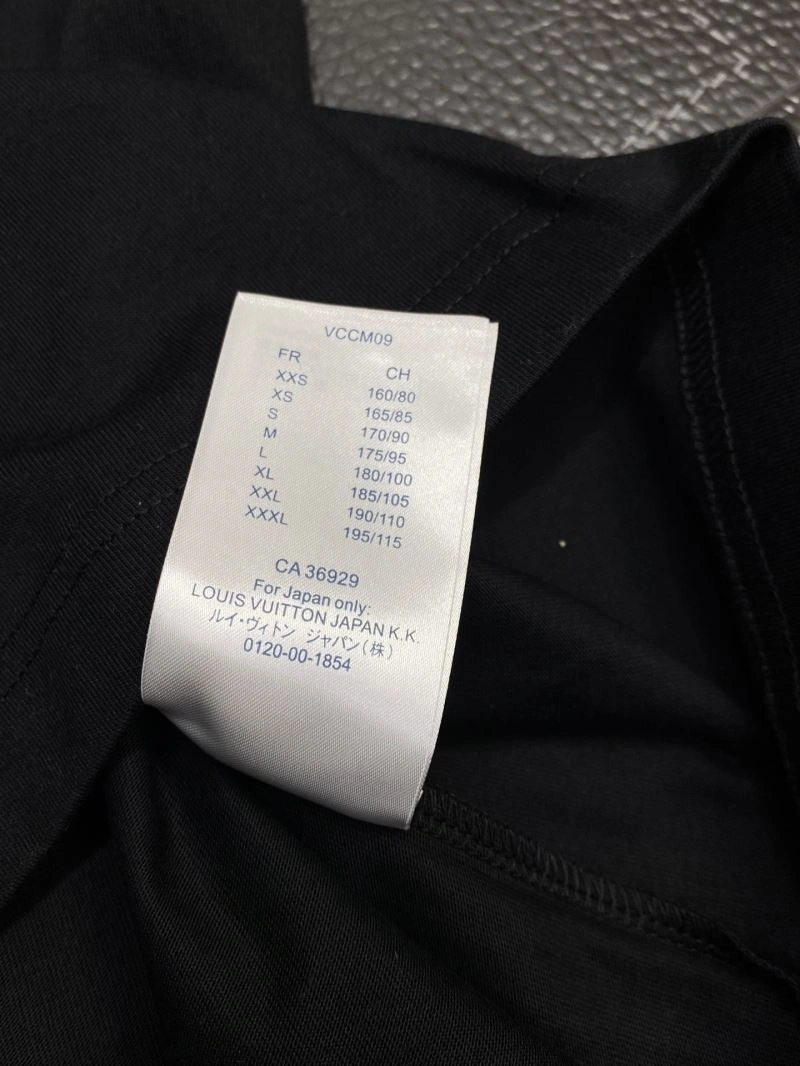 VCCM09
FR CH
XXS 160/80
XS 165/85
S 170/90
M 175/95
L 180/100
XL 185/105
XXL 190/110
XXXL 195/115
CA 36929
For Japan only:
LOUIS VUITTON JAPAN K.K.
ルイ・ヴィトン ジャパン(株)
0120-00-1854